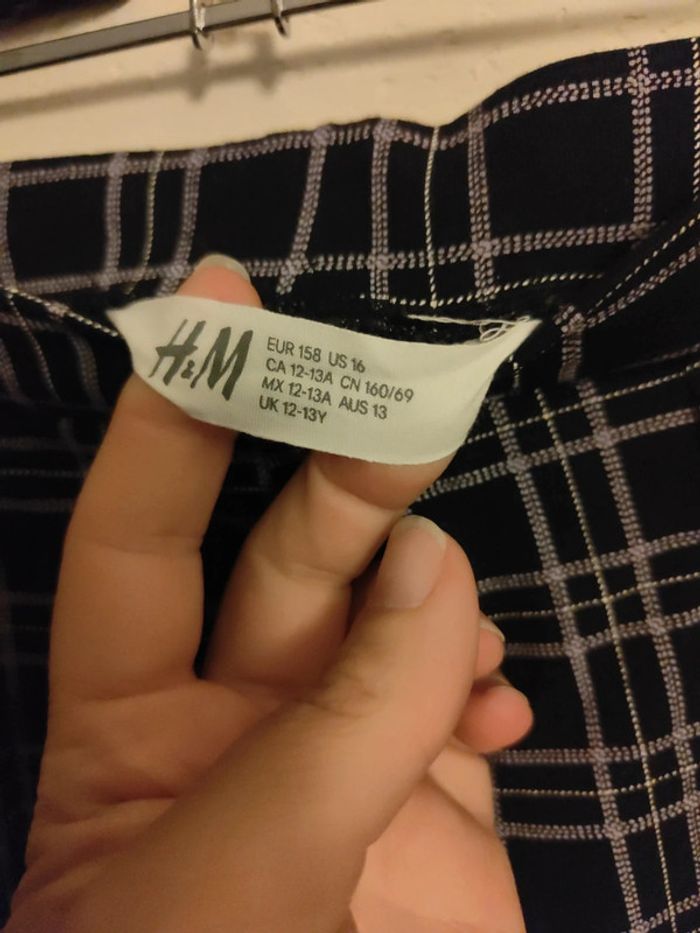 H&M
EUR 158 US 16
CA 12-13A CN 160/69
MX 12-13A AUS 13
UK 12-13Y